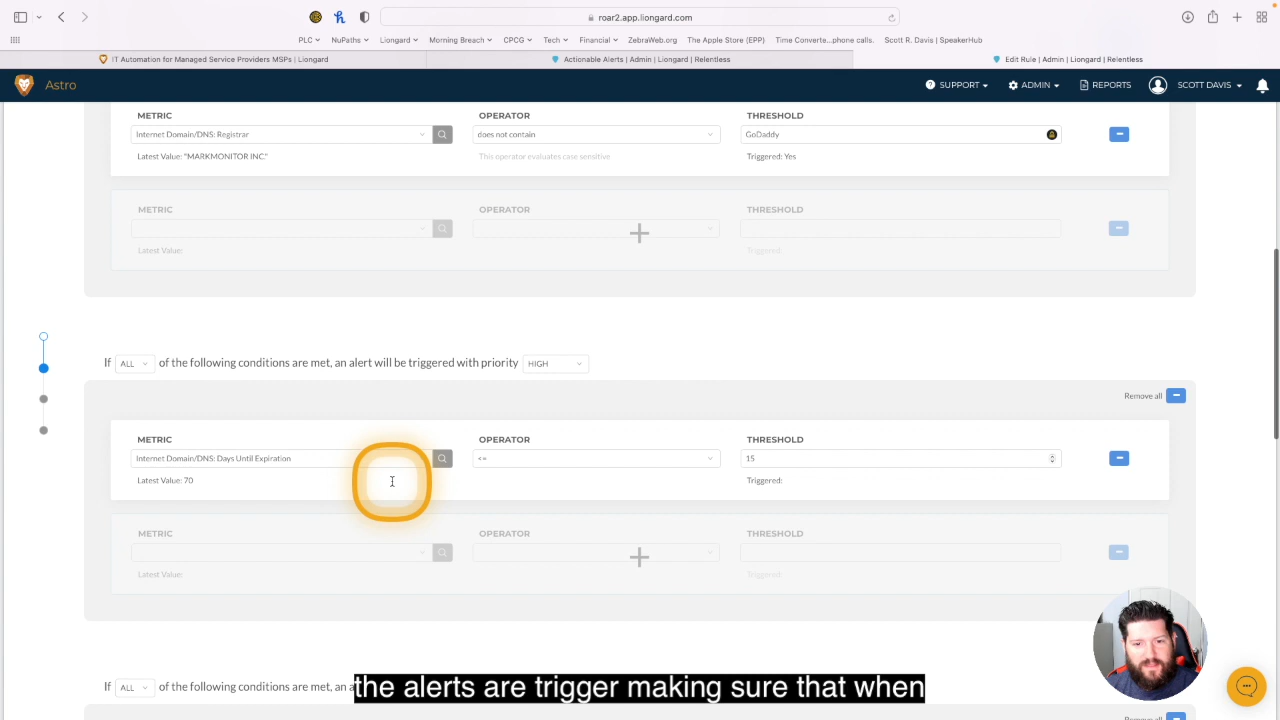 roar2.app.liongard.com
PLC NuPaths Liongard Morning Breach CPCG Tech Financial ZebraWeb.org The Apple Store (EPP) Time Converte...phone calls. Scott R. Davis | SpeakerHub
IT Automation for Managed Service Providers MSPs | Liongard Actionable Alerts | Admin | Liongard | Relentless Edit Rule | Admin | Liongard | Relentless
Astro SUPPORT ADMIN REPORTS SCOTT DAVIS
METRIC OPERATOR THRESHOLD
Internet Domain/DNS: Registrar does not contain GoDaddy
Latest Value: "MARKMONITOR INC." This operator evaluates case sensitive Triggered: Yes
METRIC OPERATOR THRESHOLD
Latest Value: Triggered:
If ALL of the following conditions are met, an alert will be triggered with priority HIGH
Remove all
METRIC OPERATOR THRESHOLD
Internet Domain/DNS: Days Until Expiration <= 15
Latest Value: 70 Triggered:
METRIC OPERATOR THRESHOLD
Latest Value: Triggered:
If ALL of the following conditions are met, an a
the alerts are trigger making sure that when